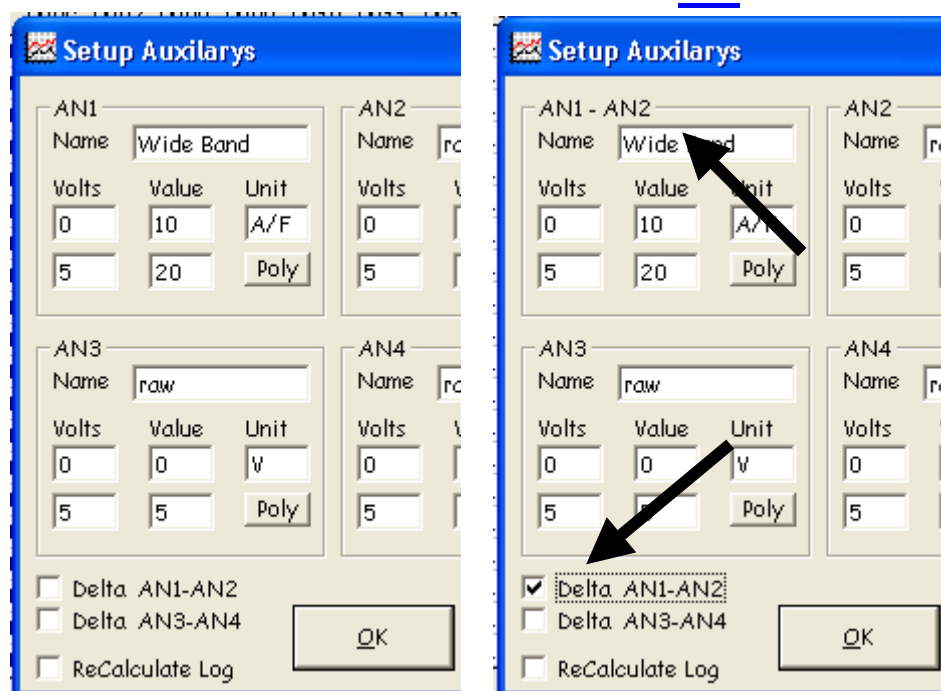 Setup Auxilarys
AN1
AN2
Name Wide Band
Name
Volts Value Unit
Volts
0 10 A/F
0
5 20 Poly
5
AN3
AN4
Name raw
Name
Volts Value Unit
Volts
0 0 V
0
5 5 Poly
5
Delta AN1-AN2
Delta AN3-AN4
ReCalculate Log
OK
Setup Auxilarys
AN1 - AN2
AN2
Name Wide Band
Name
Volts Value Unit
Volts
0 10 A/F
0
5 20 Poly
5
AN3
AN4
Name raw
Name
Volts Value Unit
Volts
0 0 V
0
5 Poly
5
Delta AN1-AN2
Delta AN3-AN4
ReCalculate Log
OK